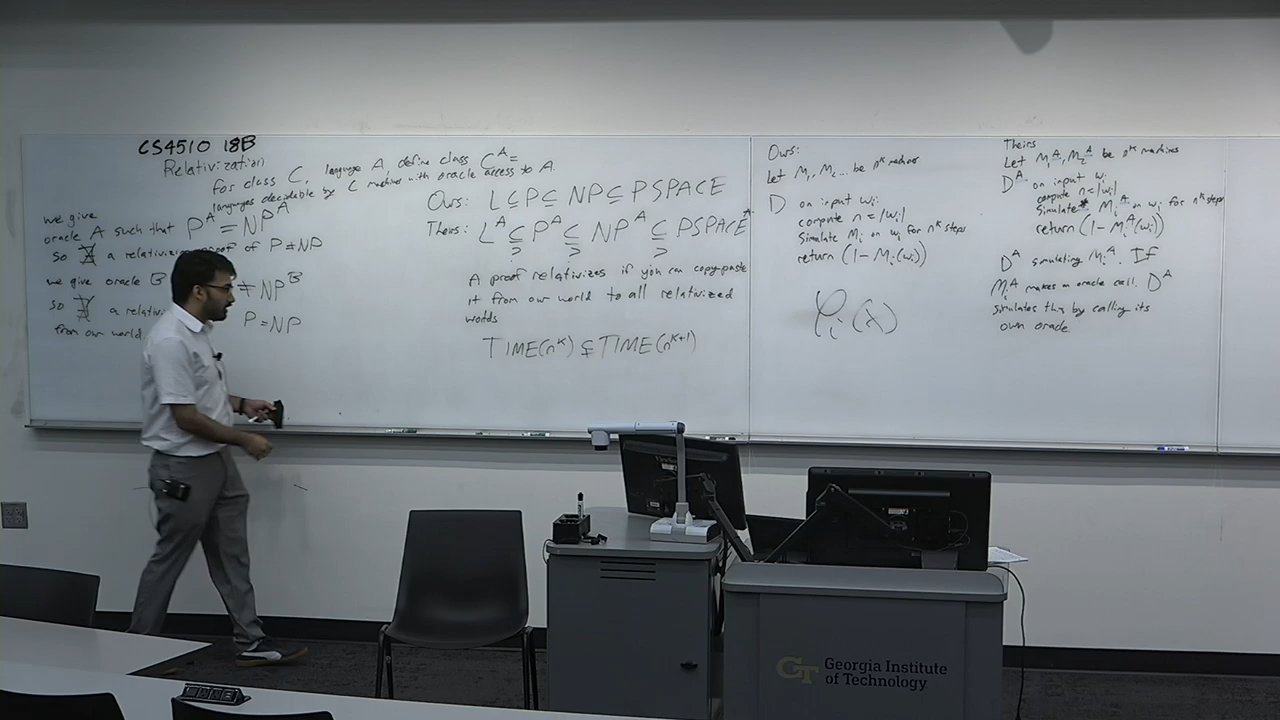 CS4510 18B
Relativization
for class C, language A, define class C^A =
languages decidable by C machines with oracle access to A.
we give
oracle A such that P^A = NP^A
so ∄ a relativizing proof of P≠NP
we give oracle B ≠ NP^B
so ∄ a relativi
from our world P=NP
Ours: L ⊆ P ⊆ NP ⊆ PSPACE
Theirs: L^A ⊆ P^A ⊆ NP^A ⊆ PSPACE^A
? ? ?
A proof relativizes if you can copy-paste
it from our world to all relativized
worlds
TIME(n^k) ⊊ TIME(n^k+1)
Ours:
Let M₁, M₂... be n^k machines
D on input wᵢ
compute n = |wᵢ|
Simulate Mᵢ on wᵢ for n^k steps
return (1 - Mᵢ(wᵢ))
φᵢ(x)
Theirs
Let M₁^A, M₂^A be n^k machines
D^A on input wᵢ
compute n = |wᵢ|
Simulate Mᵢ^A on wᵢ for n^k steps
return (1 - Mᵢ^A(wᵢ))
D^A simulating Mᵢ^A. If
Mᵢ^A makes an oracle call, D^A
simulates this by calling its
own oracle
GT Georgia Institute
of Technology